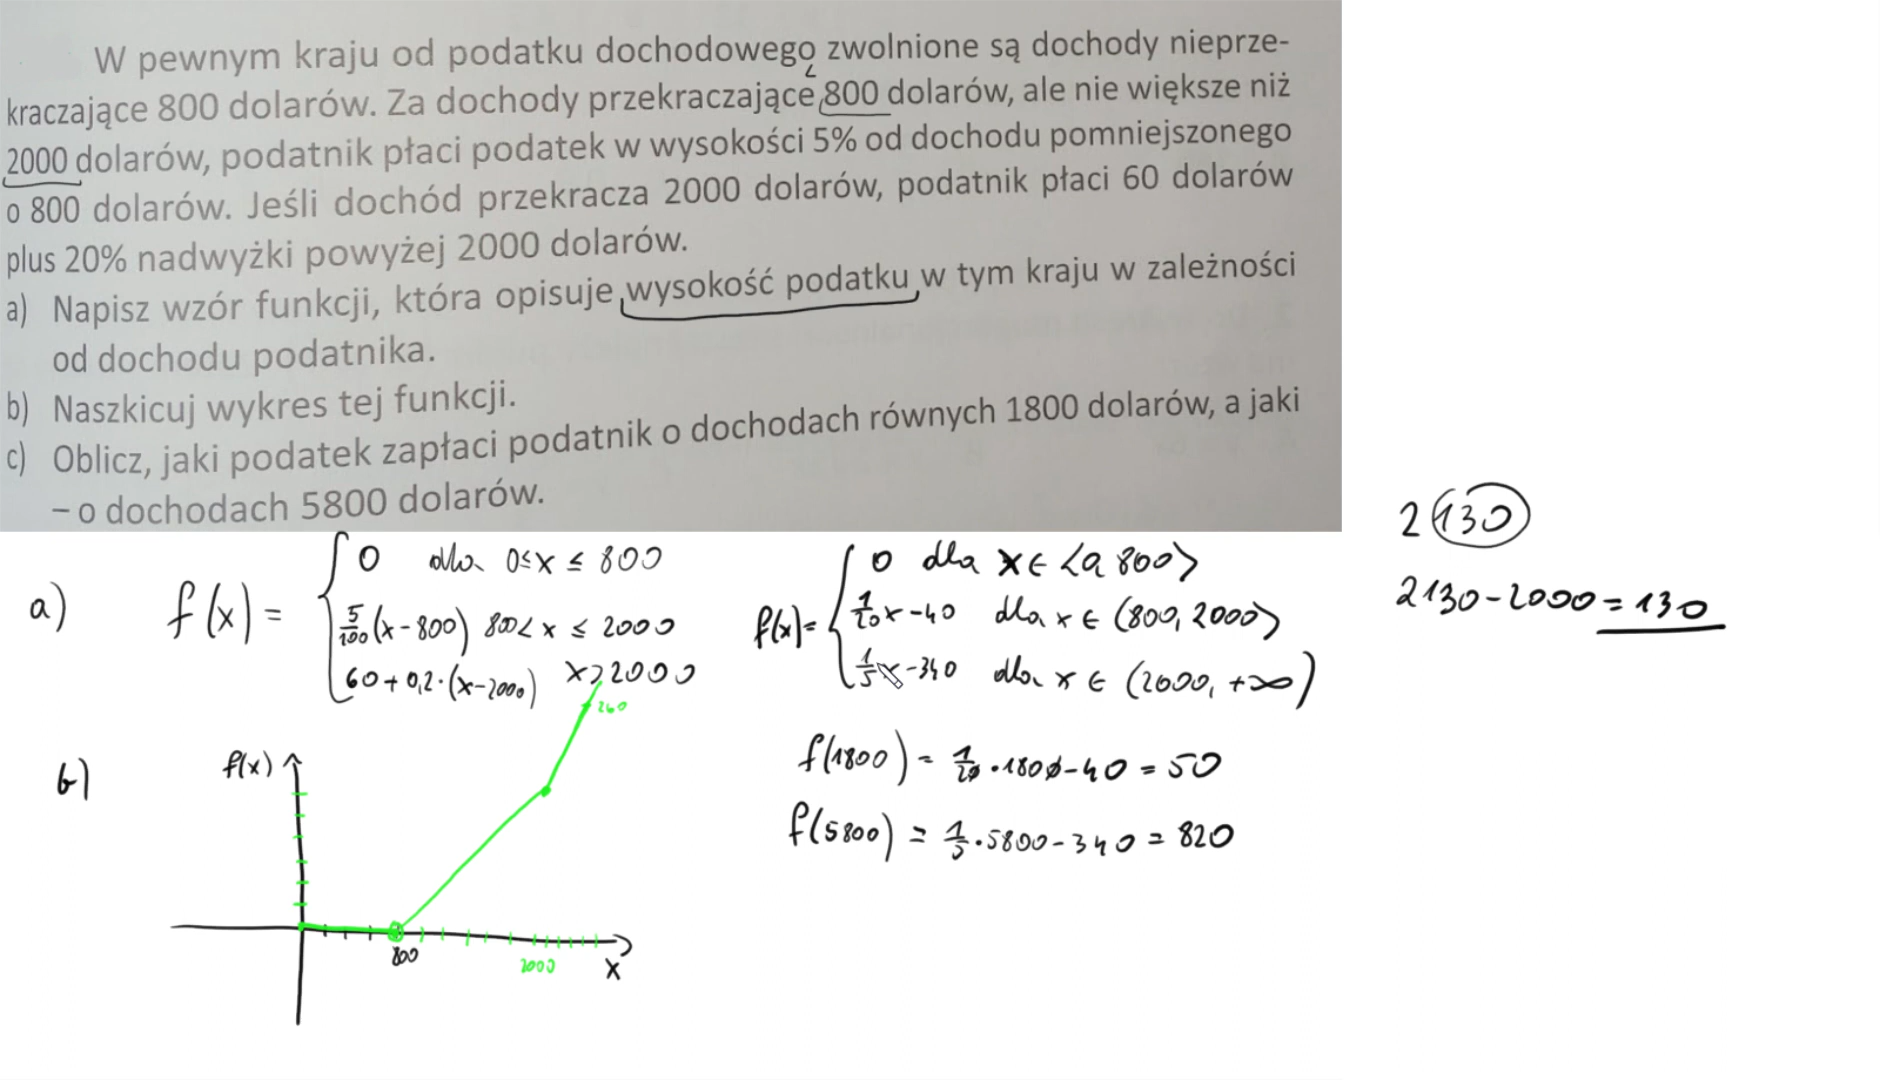 W pewnym kraju od podatku dochodowego zwolnione są dochody nieprze-
kraczające 800 dolarów. Za dochody przekraczające 800 dolarów, ale nie większe niż
2000 dolarów, podatnik płaci podatek w wysokości 5% od dochodu pomniejszonego
o 800 dolarów. Jeśli dochód przekracza 2000 dolarów, podatnik płaci 60 dolarów
plus 20% nadwyżki powyżej 2000 dolarów.
a) Napisz wzór funkcji, która opisuje wysokość podatku w tym kraju w zależności
od dochodu podatnika.
b) Naszkicuj wykres tej funkcji.
c) Oblicz, jaki podatek zapłaci podatnik o dochodach równych 1800 dolarów, a jaki
– o dochodach 5800 dolarów.
2130
2130-2000=130
a) f(x) =
0 dla 0≤x ≤ 800
5/100 (x-800) 800< x ≤ 2000
60+0,2·(x-2000) x>2000
f(x)=
0 dla x∈ <0, 800>
1/20 x -40 dla x ∈ (800, 2000>
1/5 x -340 dla x ∈ (2000, +∞)
f(1800) = 1/20 ·1800-40 = 50
f(5800) = 1/5 ·5800-340 = 820
b)
f(x)
260
800
2000
x